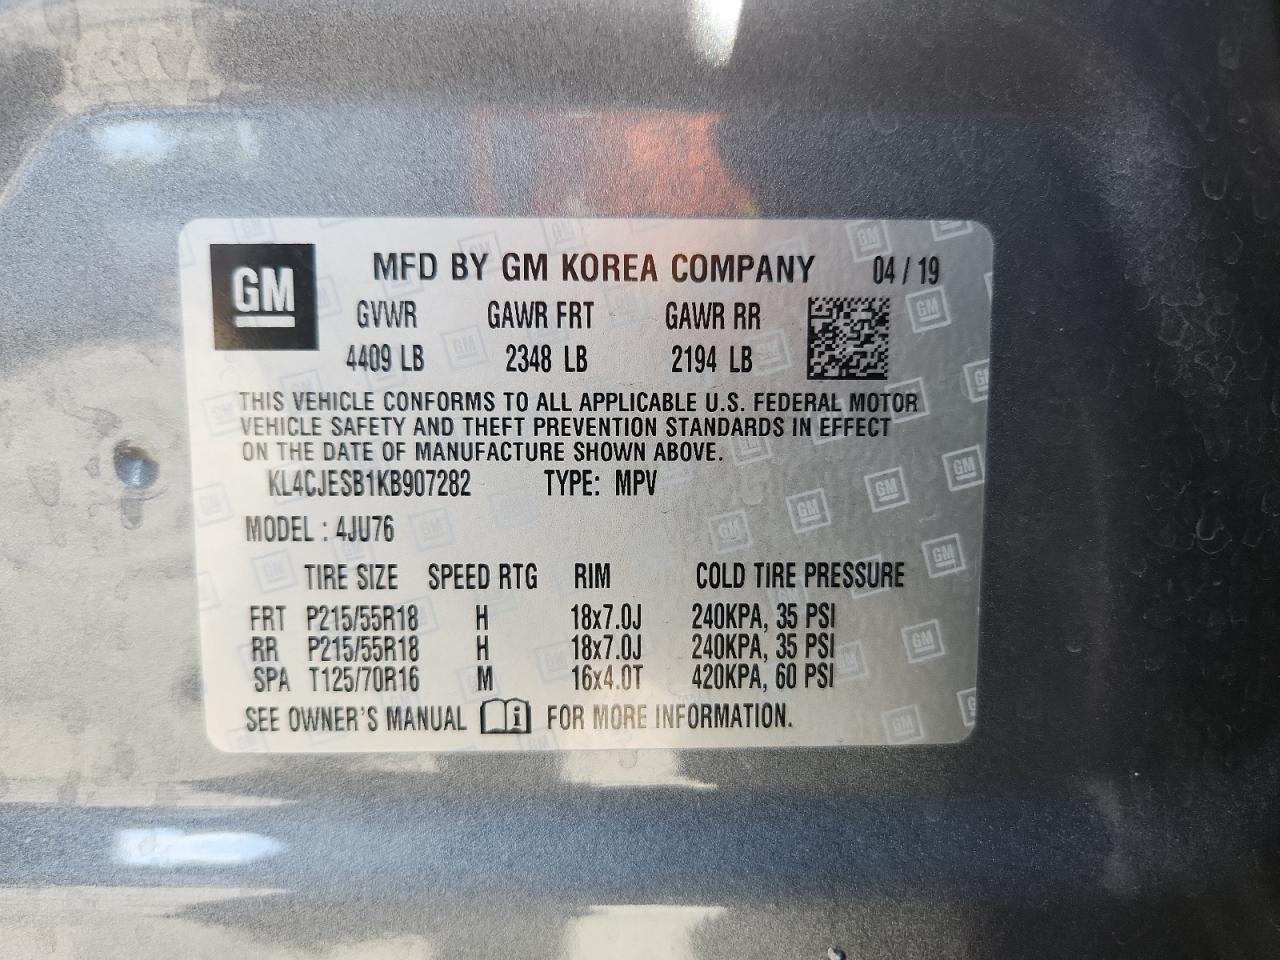 GM MFD BY GM KOREA COMPANY 04 / 19
GVWR GAWR FRT GAWR RR
4409 LB 2348 LB 2194 LB
THIS VEHICLE CONFORMS TO ALL APPLICABLE U.S. FEDERAL MOTOR
VEHICLE SAFETY AND THEFT PREVENTION STANDARDS IN EFFECT
ON THE DATE OF MANUFACTURE SHOWN ABOVE.
KL4CJESB1KB907282 TYPE: MPV
MODEL : 4JU76
TIRE SIZE SPEED RTG RIM COLD TIRE PRESSURE
FRT P215/55R18 H 18x7.0J 240KPA, 35 PSI
RR P215/55R18 H 18x7.0J 240KPA, 35 PSI
SPA T125/70R16 M 16x4.0T 420KPA, 60 PSI
SEE OWNER'S MANUAL i FOR MORE INFORMATION.